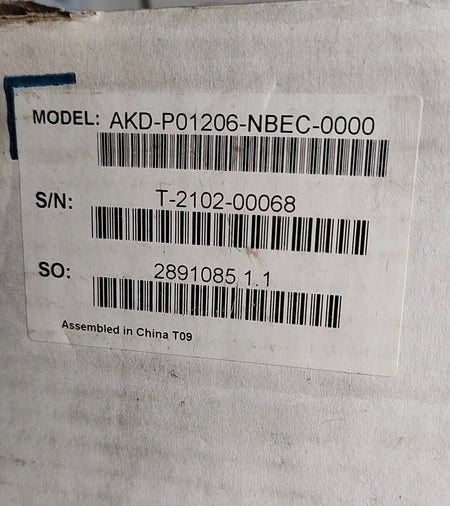 MODEL: AKD-P01206-NBEC-0000
S/N: T-2102-00068
SO: 2891085 1.1
Assembled in China T09